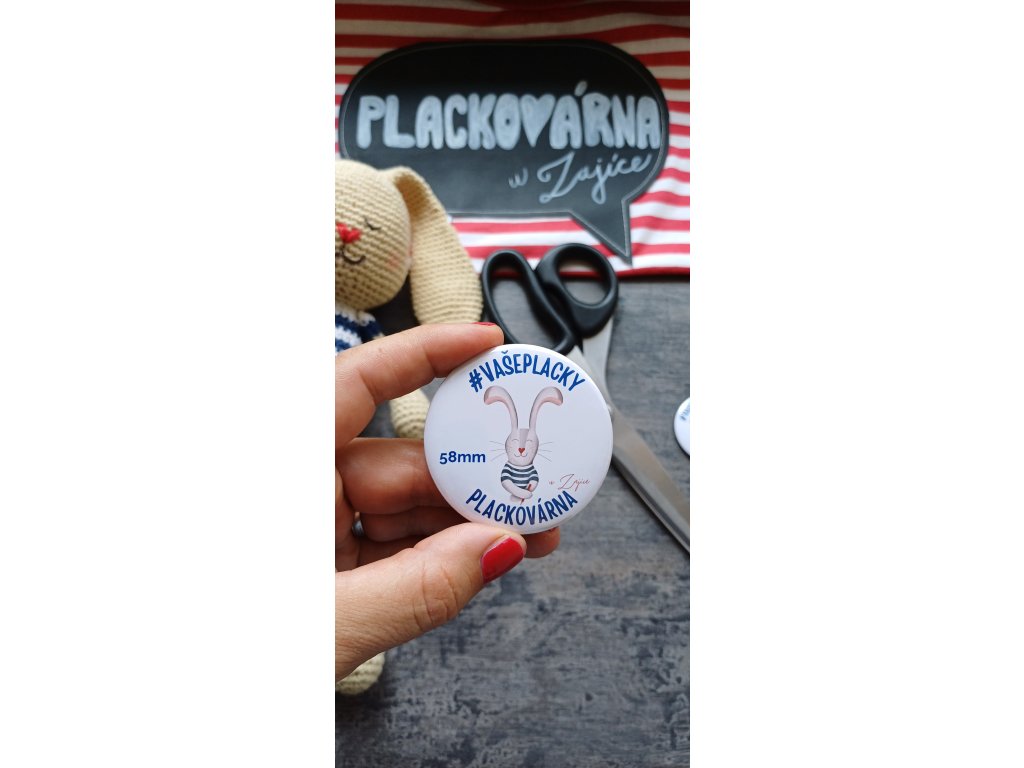 PLACKOVÁRNA
u Zajíce
#VAŠEPLACKY
58mm
u Zajíce
PLACKOVÁRNA